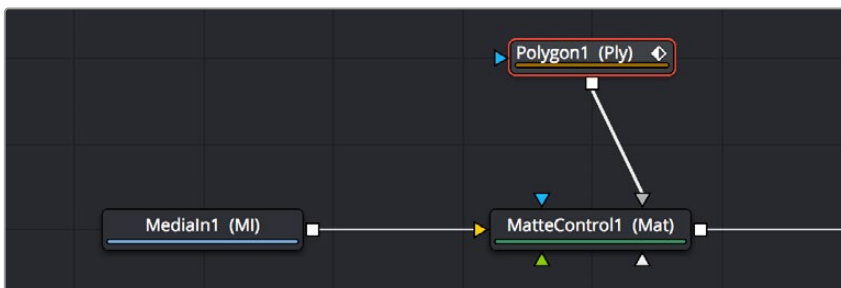 Polygon1 (Ply)
MediaIn1 (MI)
MatteControl1 (Mat)